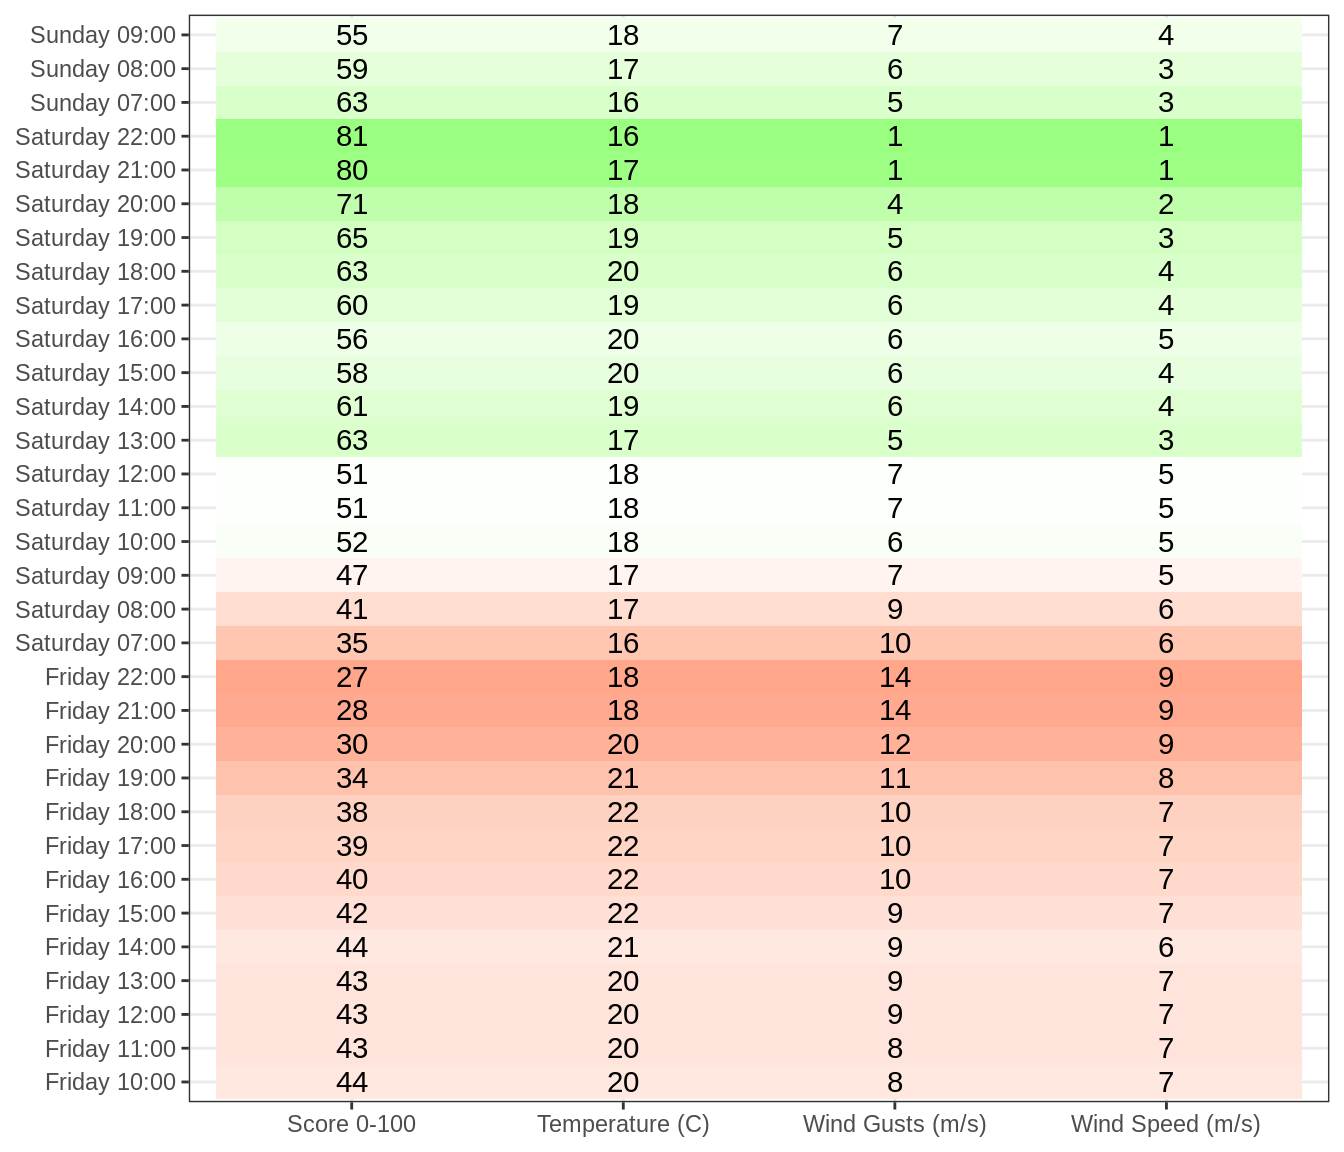 Sunday 09:00 55 18 7 4
Sunday 08:00 59 17 6 3
Sunday 07:00 63 16 5 3
Saturday 22:00 81 16 1 1
Saturday 21:00 80 17 1 1
Saturday 20:00 71 18 4 2
Saturday 19:00 65 19 5 3
Saturday 18:00 63 20 6 4
Saturday 17:00 60 19 6 4
Saturday 16:00 56 20 6 5
Saturday 15:00 58 20 6 4
Saturday 14:00 61 19 6 4
Saturday 13:00 63 17 5 3
Saturday 12:00 51 18 7 5
Saturday 11:00 51 18 7 5
Saturday 10:00 52 18 6 5
Saturday 09:00 47 17 7 5
Saturday 08:00 41 17 9 6
Saturday 07:00 35 16 10 6
Friday 22:00 27 18 14 9
Friday 21:00 28 18 14 9
Friday 20:00 30 20 12 9
Friday 19:00 34 21 11 8
Friday 18:00 38 22 10 7
Friday 17:00 39 22 10 7
Friday 16:00 40 22 10 7
Friday 15:00 42 22 9 7
Friday 14:00 44 21 9 6
Friday 13:00 43 20 9 7
Friday 12:00 43 20 9 7
Friday 11:00 43 20 8 7
Friday 10:00 44 20 8 7
Score 0-100 Temperature (C) Wind Gusts (m/s) Wind Speed (m/s)